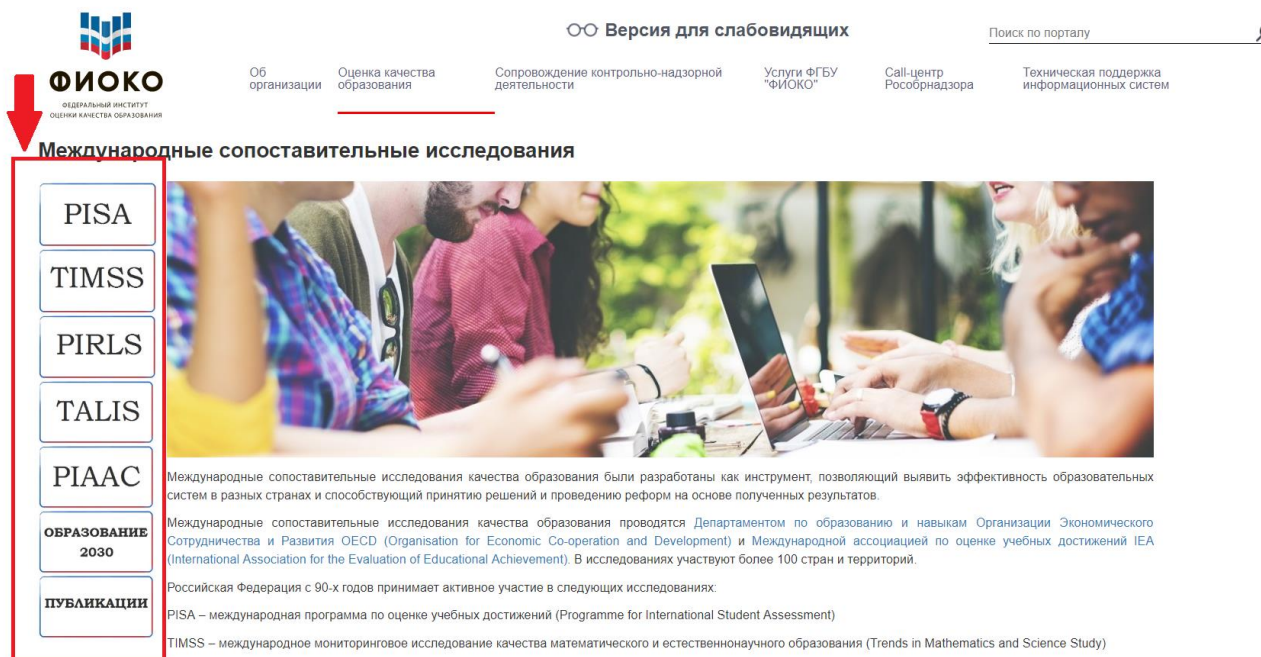 Версия для слабовидящих
Поиск по порталу
ФИОКО
ФЕДЕРАЛЬНЫЙ ИНСТИТУТ
ОЦЕНКИ КАЧЕСТВА ОБРАЗОВАНИЯ
Об
организации
Оценка качества
образования
Сопровождение контрольно-надзорной
деятельности
Услуги ФГБУ
"ФИОКО"
Call-центр
Рособрнадзора
Техническая поддержка
информационных систем
Международные сопоставительные исследования
PISA
TIMSS
PIRLS
TALIS
PIAAC
ОБРАЗОВАНИЕ
2030
ПУБЛИКАЦИИ
Международные сопоставительные исследования качества образования были разработаны как инструмент, позволяющий выявить эффективность образовательных
систем в разных странах и способствующий принятию решений и проведению реформ на основе полученных результатов.
Международные сопоставительные исследования качества образования проводятся Департаментом по образованию и навыкам Организации Экономического
Сотрудничества и Развития OECD (Organisation for Economic Co-operation and Development) и Международной ассоциацией по оценке учебных достижений IEA
(International Association for the Evaluation of Educational Achievement). В исследованиях участвуют более 100 стран и территорий.
Российская Федерация с 90-х годов принимает активное участие в следующих исследованиях:
PISA – международная программа по оценке учебных достижений (Programme for International Student Assessment)
TIMSS – международное мониторинговое исследование качества математического и естественнонаучного образования (Trends in Mathematics and Science Study)